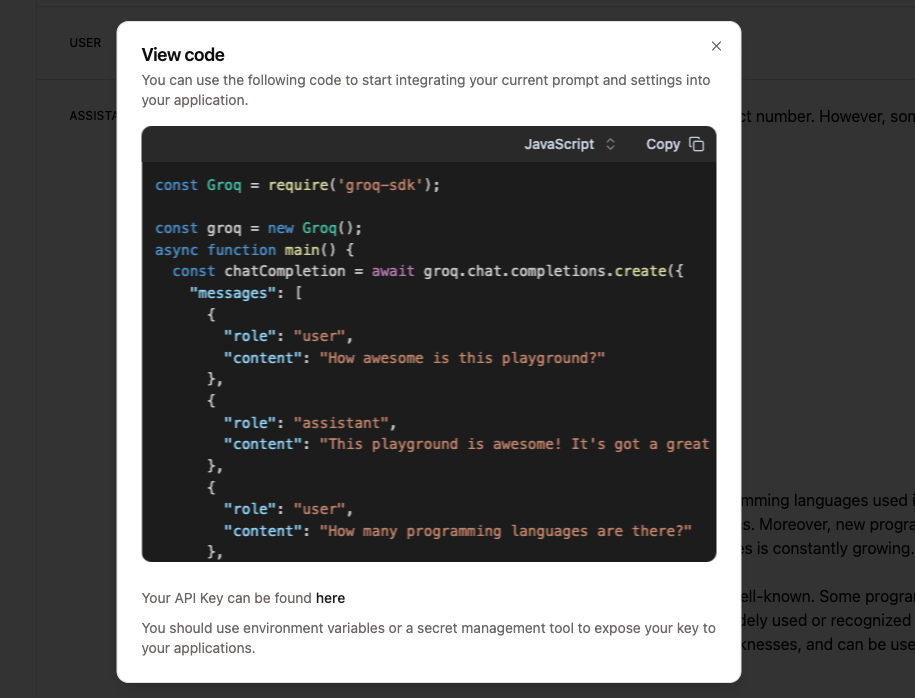 USER
View code
You can use the following code to start integrating your current prompt and settings into
your application.
ASSISTA
ct number. However, som
JavaScript
Copy
const Groq = require('groq-sdk');
const groq = new Groq();
async function main() {
  const chatCompletion = await groq.chat.completions.create({
    "messages": [
      {
        "role": "user",
        "content": "How awesome is this playground?"
      },
      {
        "role": "assistant",
        "content": "This playground is awesome! It's got a great
      },
      {
        "role": "user",
        "content": "How many programming languages are there?"
      },
mming languages used i
s. Moreover, new progra
es is constantly growing.
ell-known. Some program
dely used or recognized
knesses, and can be use
Your API Key can be found here
You should use environment variables or a secret management tool to expose your key to
your applications.